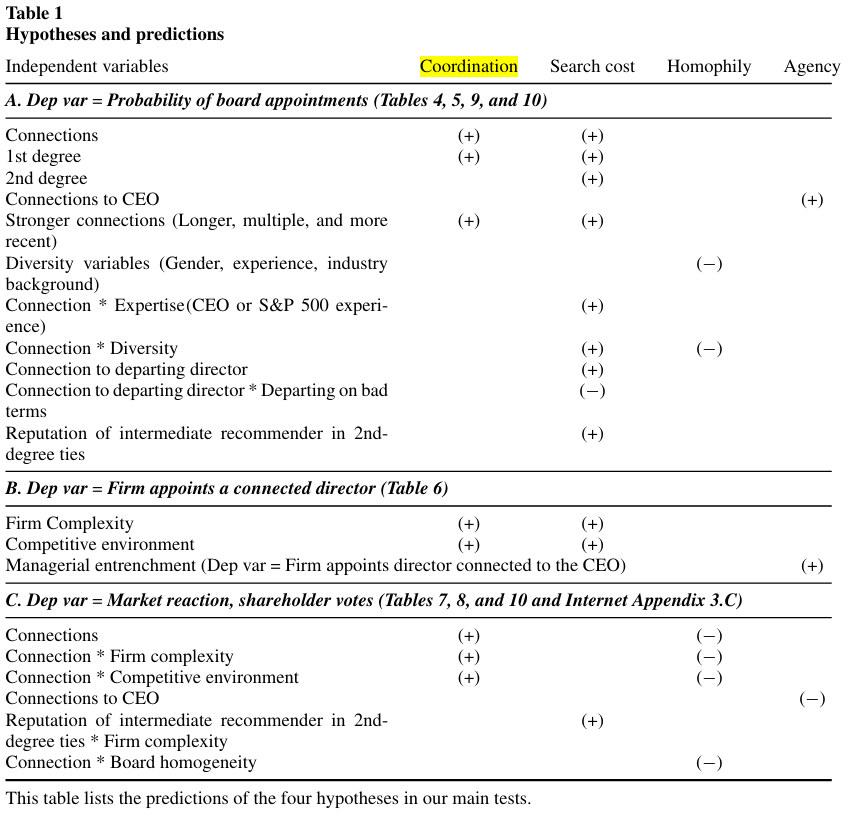 Table 1
Hypotheses and predictions
Independent variables Coordination Search cost Homophily Agency
A. Dep var = Probability of board appointments (Tables 4, 5, 9, and 10)
Connections (+) (+)
1st degree (+) (+)
2nd degree (+)
Connections to CEO (+)
Stronger connections (Longer, multiple, and more (+) (+)
recent)
Diversity variables (Gender, experience, industry (−)
background)
Connection * Expertise(CEO or S&P 500 experi- (+)
ence)
Connection * Diversity (+) (−)
Connection to departing director (+)
Connection to departing director * Departing on bad (−)
terms
Reputation of intermediate recommender in 2nd- (+)
degree ties
B. Dep var = Firm appoints a connected director (Table 6)
Firm Complexity (+) (+)
Competitive environment (+) (+)
Managerial entrenchment (Dep var = Firm appoints director connected to the CEO) (+)
C. Dep var = Market reaction, shareholder votes (Tables 7, 8, and 10 and Internet Appendix 3.C)
Connections (+) (−)
Connection * Firm complexity (+) (−)
Connection * Competitive environment (+) (−)
Connections to CEO (−)
Reputation of intermediate recommender in 2nd- (+)
degree ties * Firm complexity
Connection * Board homogeneity (−)
This table lists the predictions of the four hypotheses in our main tests.